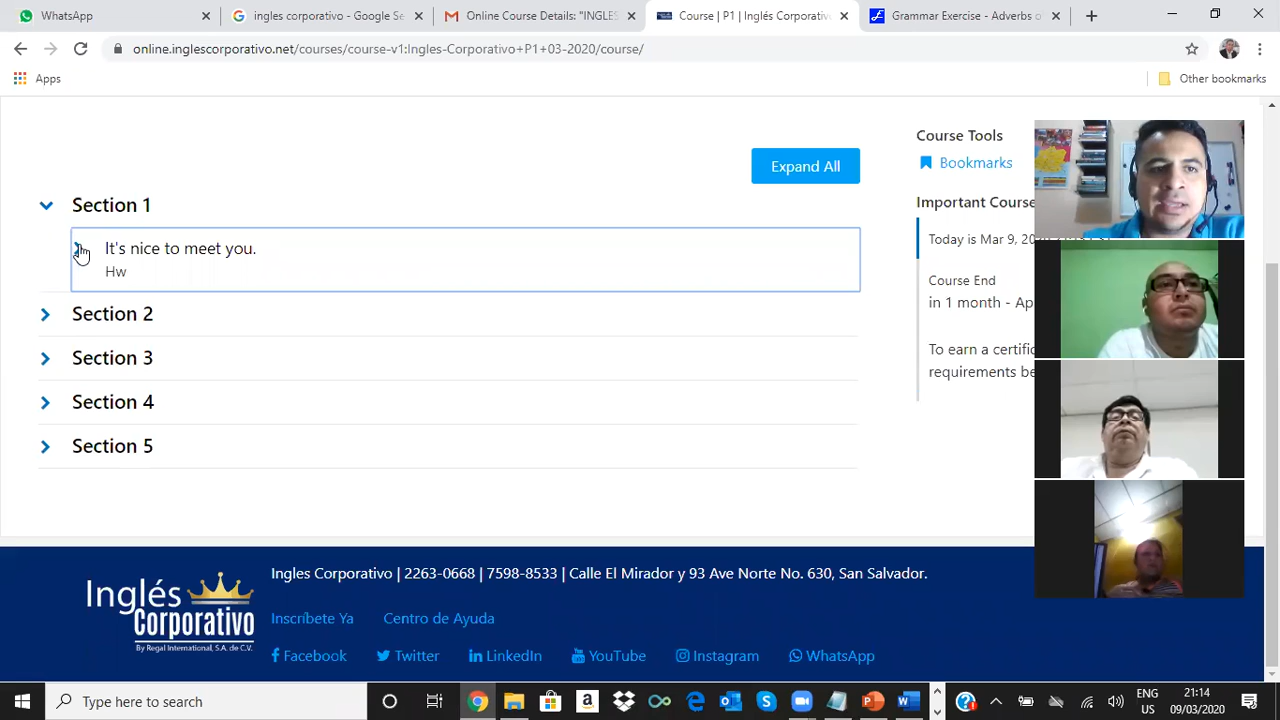 WhatsApp
ingles corporativo - Google S
Online Course Details: "INGLES
Course | P1 | Inglés Corporativ
Grammar Exercise - Adverbs o
online.inglescorporativo.net/courses/course-v1:Ingles-Corporativo+P1+03-2020/course/
Apps
Other bookmarks
Course Tools
Expand All
Bookmarks
Section 1
Important Course
Today is Mar 9,
It's nice to meet you.
Hw
Course End
in 1 month - Ap
Section 2
To earn a certific
Section 3
requirements be
Section 4
Section 5
Inglés
Corporativo
By Regal International, S.A. de C.V.
Ingles Corporativo | 2263-0668 | 7598-8533 | Calle El Mirador y 93 Ave Norte No. 630, San Salvador.
Inscríbete Ya
Centro de Ayuda
Facebook
Twitter
LinkedIn
YouTube
Instagram
WhatsApp
Type here to search
ENG
US
21:14
09/03/2020